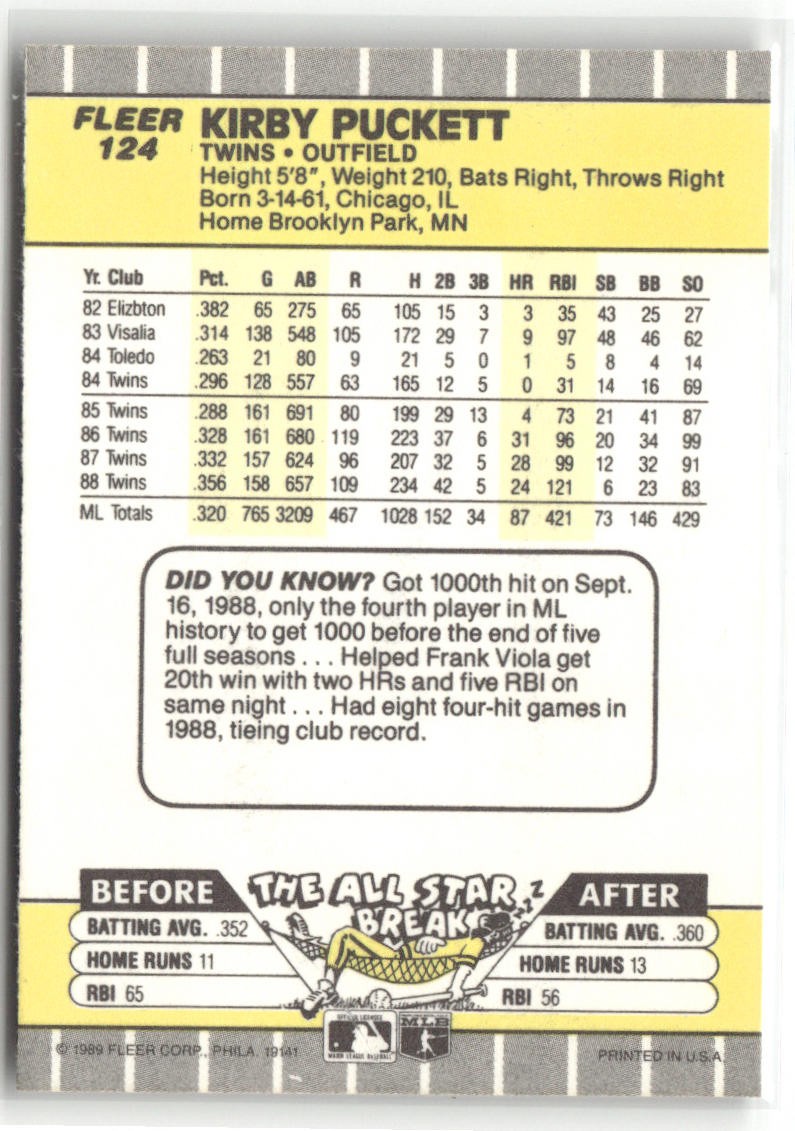 FLEER
124
KIRBY PUCKETT
TWINS • OUTFIELD
Height 5'8", Weight 210, Bats Right, Throws Right
Born 3-14-61, Chicago, IL
Home Brooklyn Park, MN
Yr. Club Pct. G AB R H 2B 3B HR RBI SB BB SO
82 Elizbton .382 65 275 65 105 15 3 3 35 43 25 27
83 Visalia .314 138 548 105 172 29 7 9 97 48 46 62
84 Toledo .263 21 80 9 21 5 0 1 5 8 4 14
84 Twins .296 128 557 63 165 12 5 0 31 14 16 69
85 Twins .288 161 691 80 199 29 13 4 73 21 41 87
86 Twins .328 161 680 119 223 37 6 31 96 20 34 99
87 Twins .332 157 624 96 207 32 5 28 99 12 32 91
88 Twins .356 158 657 109 234 42 5 24 121 6 23 83
ML Totals .320 765 3209 467 1028 152 34 87 421 73 146 429
DID YOU KNOW? Got 1000th hit on Sept.
16, 1988, only the fourth player in ML
history to get 1000 before the end of five
full seasons . . . Helped Frank Viola get
20th win with two HRs and five RBI on
same night . . . Had eight four-hit games in
1988, tieing club record.
BEFORE
THE ALL STAR
BREAK
zzZ
AFTER
BATTING AVG. .352
HOME RUNS 11
RBI 65
BATTING AVG. .360
HOME RUNS 13
RBI 56
OFFICIAL LICENSEE
MAJOR LEAGUE BASEBALL
MLB
© 1989 FLEER CORP., PHILA. 19141
PRINTED IN U.S.A.